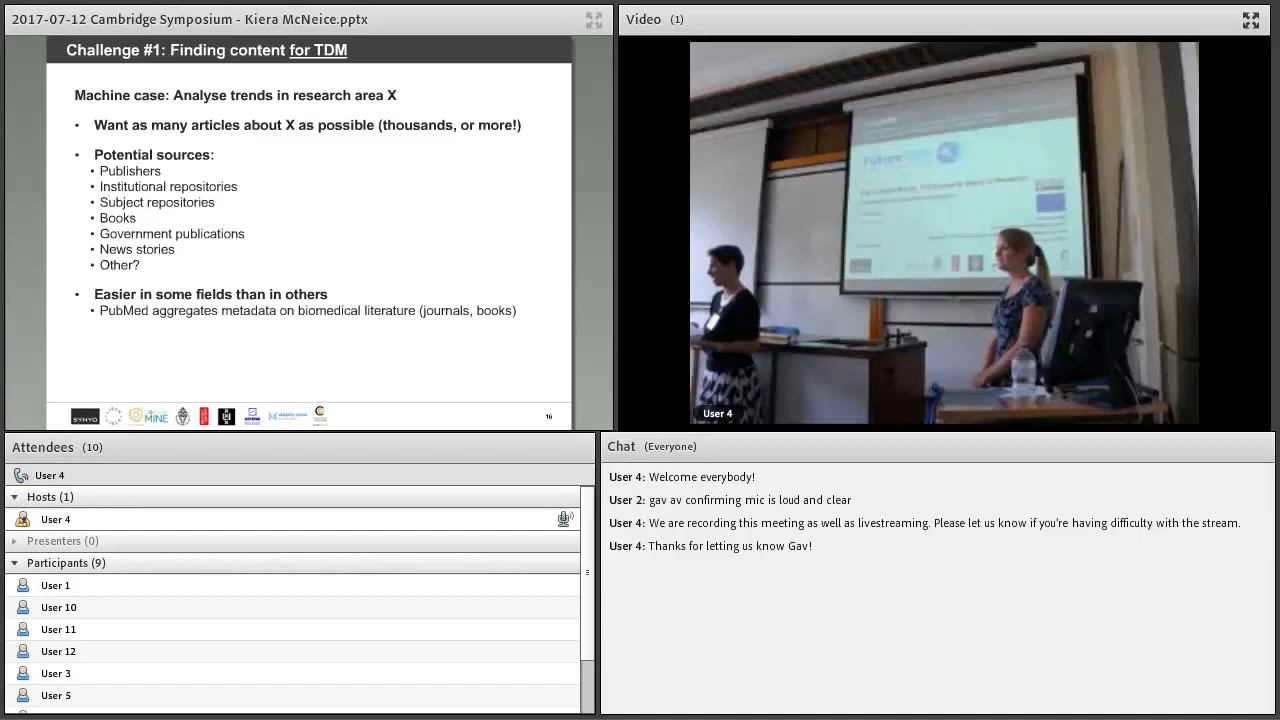 2017-07-12 Cambridge Symposium - Kiera McNeice.pptx
Challenge #1: Finding content for TDM
Machine case: Analyse trends in research area X
• Want as many articles about X as possible (thousands, or more!)
• Potential sources:
• Publishers
• Institutional repositories
• Subject repositories
• Books
• Government publications
• News stories
• Other?
• Easier in some fields than in others
• PubMed aggregates metadata on biomedical literature (journals, books)
SYNYO
MINE
16
Video (1)
User 4
Attendees (10)
User 4
Hosts (1)
User 4
Presenters (0)
Participants (9)
User 1
User 10
User 11
User 12
User 3
User 5
Chat (Everyone)
User 4: Welcome everybody!
User 2: gav av confirming mic is loud and clear
User 4: We are recording this meeting as well as livestreaming. Please let us know if you're having difficulty with the stream.
User 4: Thanks for letting us know Gav!